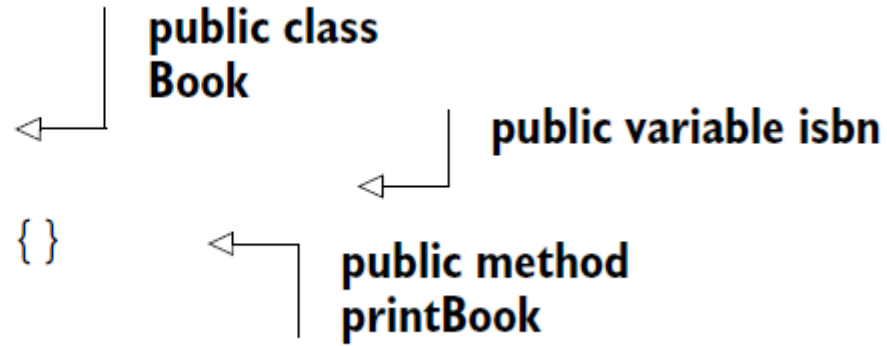 public class
Book
public variable isbn
{ }
public method
printBook